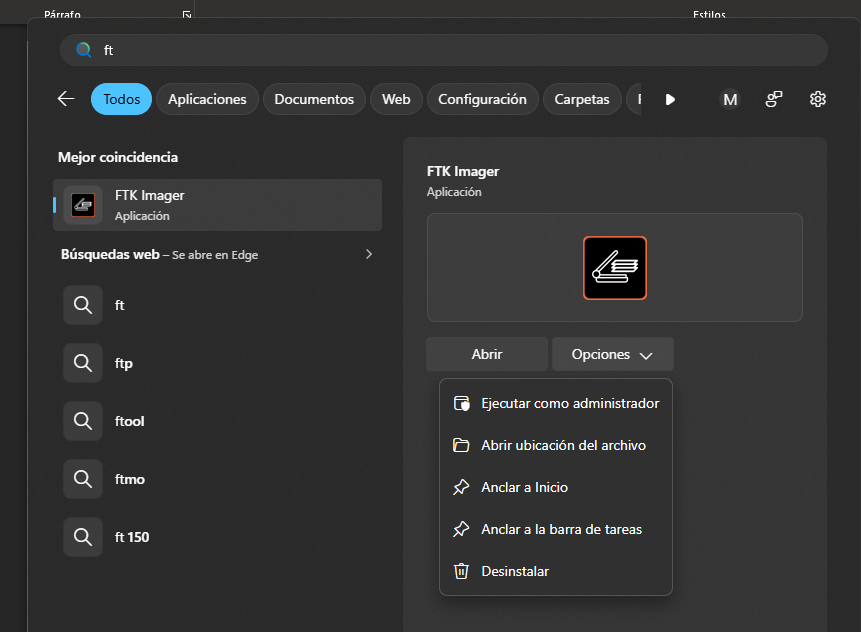 Párrafo
Estilos
ft
Todos
Aplicaciones
Documentos
Web
Configuración
Carpetas
M
Mejor coincidencia
FTK Imager
Aplicación
Búsquedas web – Se abre en Edge
ft
ftp
ftool
ftmo
ft 150
FTK Imager
Aplicación
Abrir
Opciones
Ejecutar como administrador
Abrir ubicación del archivo
Anclar a Inicio
Anclar a la barra de tareas
Desinstalar